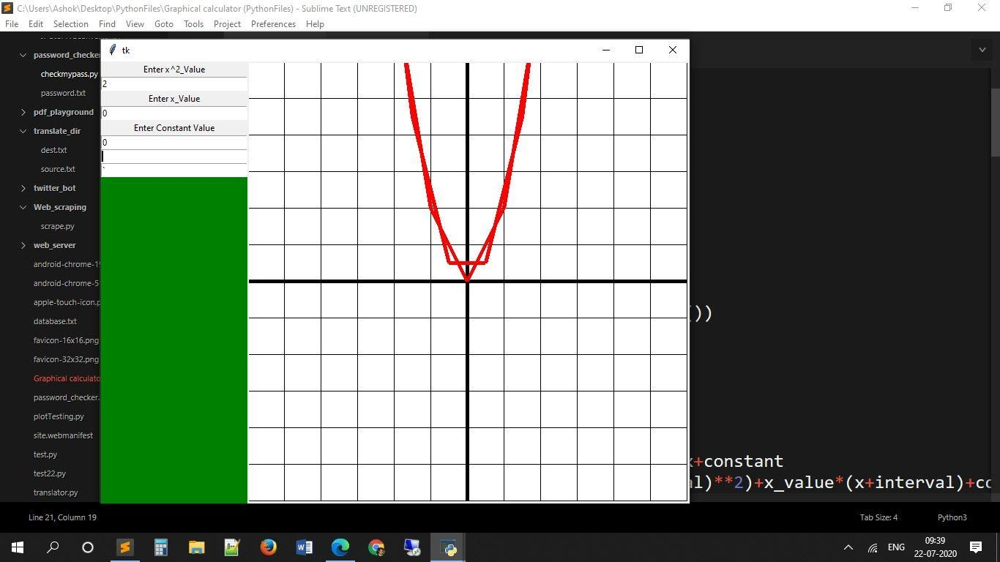 C:\Users\Ashok\Desktop\PythonFiles\Graphical calculator (PythonFiles) - Sublime Text (UNREGISTERED)
File Edit Selection Find View Goto Tools Project Preferences Help
password_checke
checkmypass.py
password.txt
pdf_playground
translate_dir
dest.txt
source.txt
twitter_bot
Web_scraping
scrape.py
web_server
android-chrome-19
android-chrome-5
apple-touch-icon.p
database.txt
favicon-16x16.png
favicon-32x32.png
Graphical calculato
password_checker.
plotTesting.py
site.webmanifest
test.py
test22.py
translator.py
tk
Enter x^2_Value
2
Enter x_Value
0
Enter Constant Value
0
`
())
x+constant
al)**2)+x_value*(x+interval)+co
Line 21, Column 19
Tab Size: 4
Python3
ENG
09:39
22-07-2020